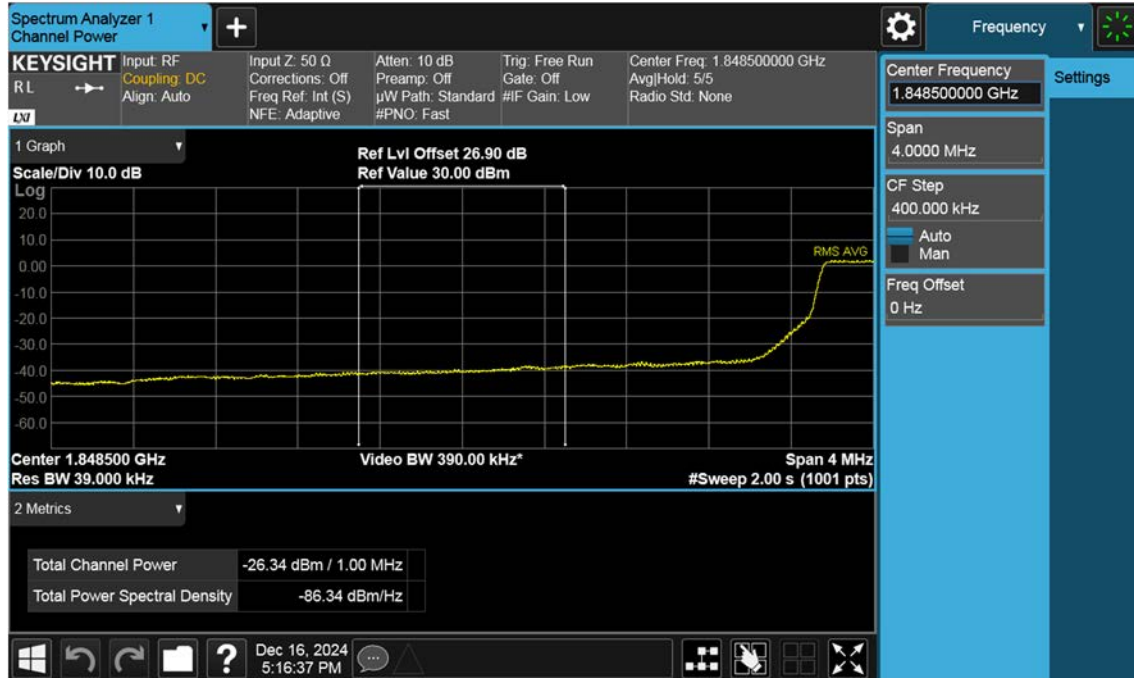 Spectrum Analyzer 1
Channel Power
Frequency
KEYSIGHT
R L
LXI
Input: RF
Coupling: DC
Align: Auto
Input Z: 50 Ω
Corrections: Off
Freq Ref: Int (S)
NFE: Adaptive
Atten: 10 dB
Preamp: Off
µW Path: Standard
#PNO: Fast
Trig: Free Run
Gate: Off
#IF Gain: Low
Center Freq: 1.848500000 GHz
Avg|Hold: 5/5
Radio Std: None
Center Frequency
1.848500000 GHz
Settings
Span
4.0000 MHz
CF Step
400.000 kHz
Auto
Man
Freq Offset
0 Hz
1 Graph
Scale/Div 10.0 dB
Ref Lvl Offset 26.90 dB
Ref Value 30.00 dBm
Log
20.0
10.0
0.00
-10.0
-20.0
-30.0
-40.0
-50.0
-60.0
RMS AVG
Center 1.848500 GHz
Video BW 390.00 kHz*
Span 4 MHz
Res BW 39.000 kHz
#Sweep 2.00 s (1001 pts)
2 Metrics
Total Channel Power -26.34 dBm / 1.00 MHz
Total Power Spectral Density -86.34 dBm/Hz
?
Dec 16, 2024
5:16:37 PM